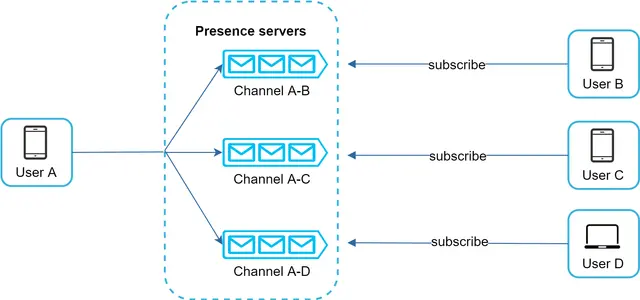 Presence servers
Channel A-B
subscribe
User B
User A
Channel A-C
subscribe
User C
Channel A-D
subscribe
User D